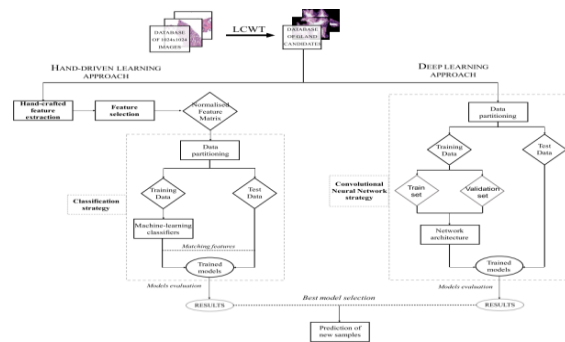 DATABASE
OF 1024x1024
IMAGES
LCWT
DATABASE
OF GLAND
CANDIDATES
HAND-DRIVEN LEARNING
APPROACH
DEEP LEARNING
APPROACH
Hand-crafted
feature
extraction
Feature
selection
Normalised
Feature
Matrix
Data
partitioning
Training
Data
Test
Data
Classification
strategy
Machine-learning
classifiers
Matching features
Trained
models
Models evaluation
RESULTS
Data
partitioning
Training
Data
Test
Data
Convolutional
Neural Network
strategy
Train
set
Validation
set
Network
architecture
Trained
models
Models evaluation
RESULTS
Best model selection
Prediction of
new samples